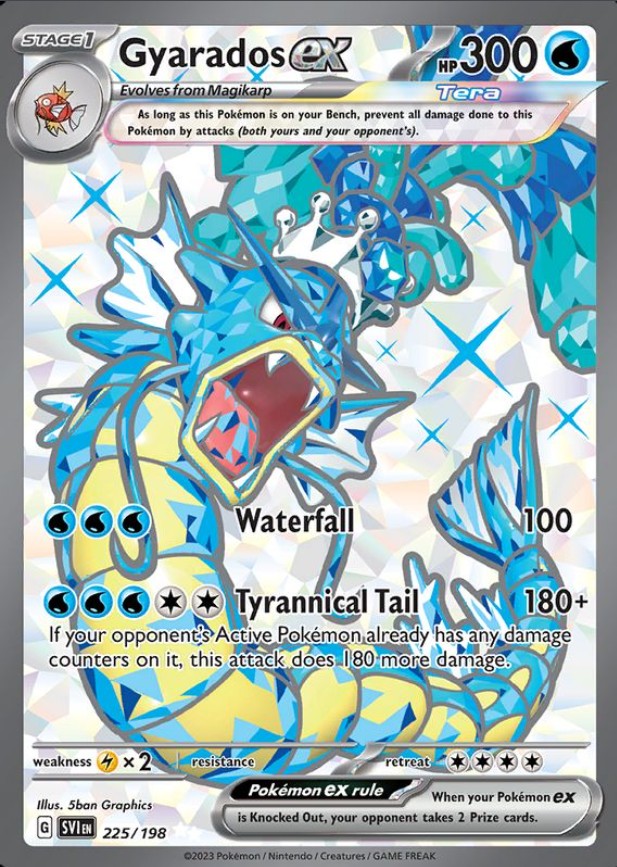 STAGE 1
Gyarados ex HP 300
Evolves from Magikarp
Tera
As long as this Pokémon is on your Bench, prevent all damage done to this
Pokémon by attacks (both yours and your opponent's).
Waterfall 100
Tyrannical Tail 180+
If your opponent's Active Pokémon already has any damage
counters on it, this attack does 180 more damage.
weakness ×2 resistance retreat
Illus. 5ban Graphics
Pokémon ex rule
When your Pokémon ex
is Knocked Out, your opponent takes 2 Prize cards.
G SVI EN 225/198
©2023 Pokémon / Nintendo / Creatures / GAME FREAK